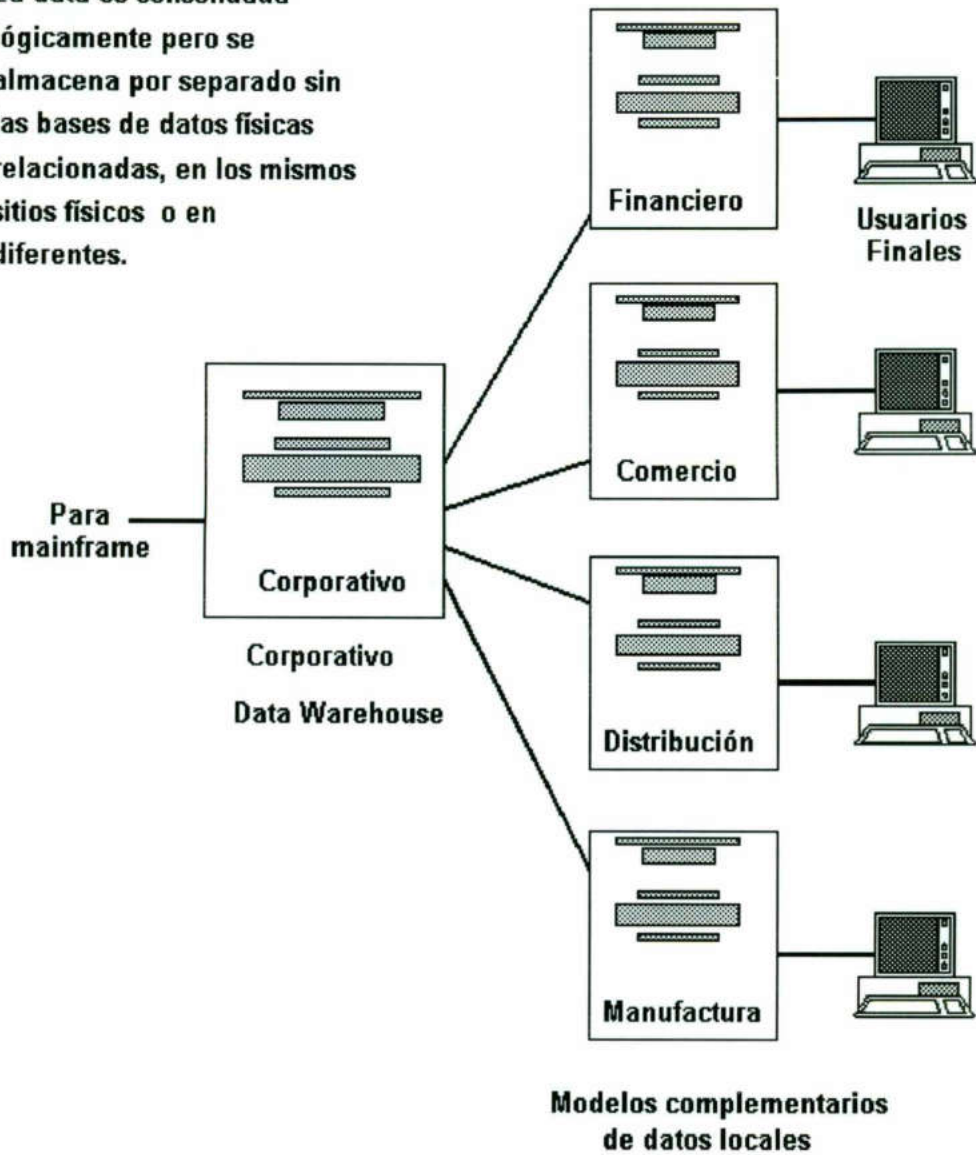 ógicamente pero se
almacena por separado sin
as bases de datos físicas
relacionadas, en los mismos
sitios físicos o en
diferentes.
Financiero
Usuarios
Finales
Comercio
Para
mainframe
Corporativo
Corporativo
Data Warehouse
Distribución
Manufactura
Modelos complementarios
de datos locales